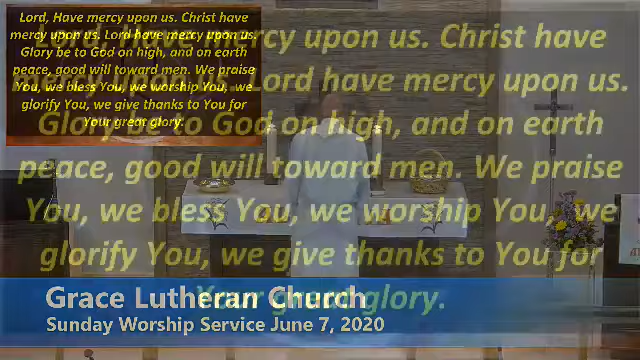 Lord, Have mercy upon us. Christ have
mercy upon us. Lord have mercy upon us.
Glory be to God on high, and on earth
peace, good will toward men. We praise
You, we bless You, we worship You, we
glorify You, we give thanks to You for
Your great glory.
Lord, Have mercy upon us. Christ have
mercy upon us. Lord have mercy upon us.
Glory be to God on high, and on earth
peace, good will toward men. We praise
You, we bless You, we worship You, we
glorify You, we give thanks to You for
Your great glory.
Grace Lutheran Church
Sunday Worship Service June 7, 2020